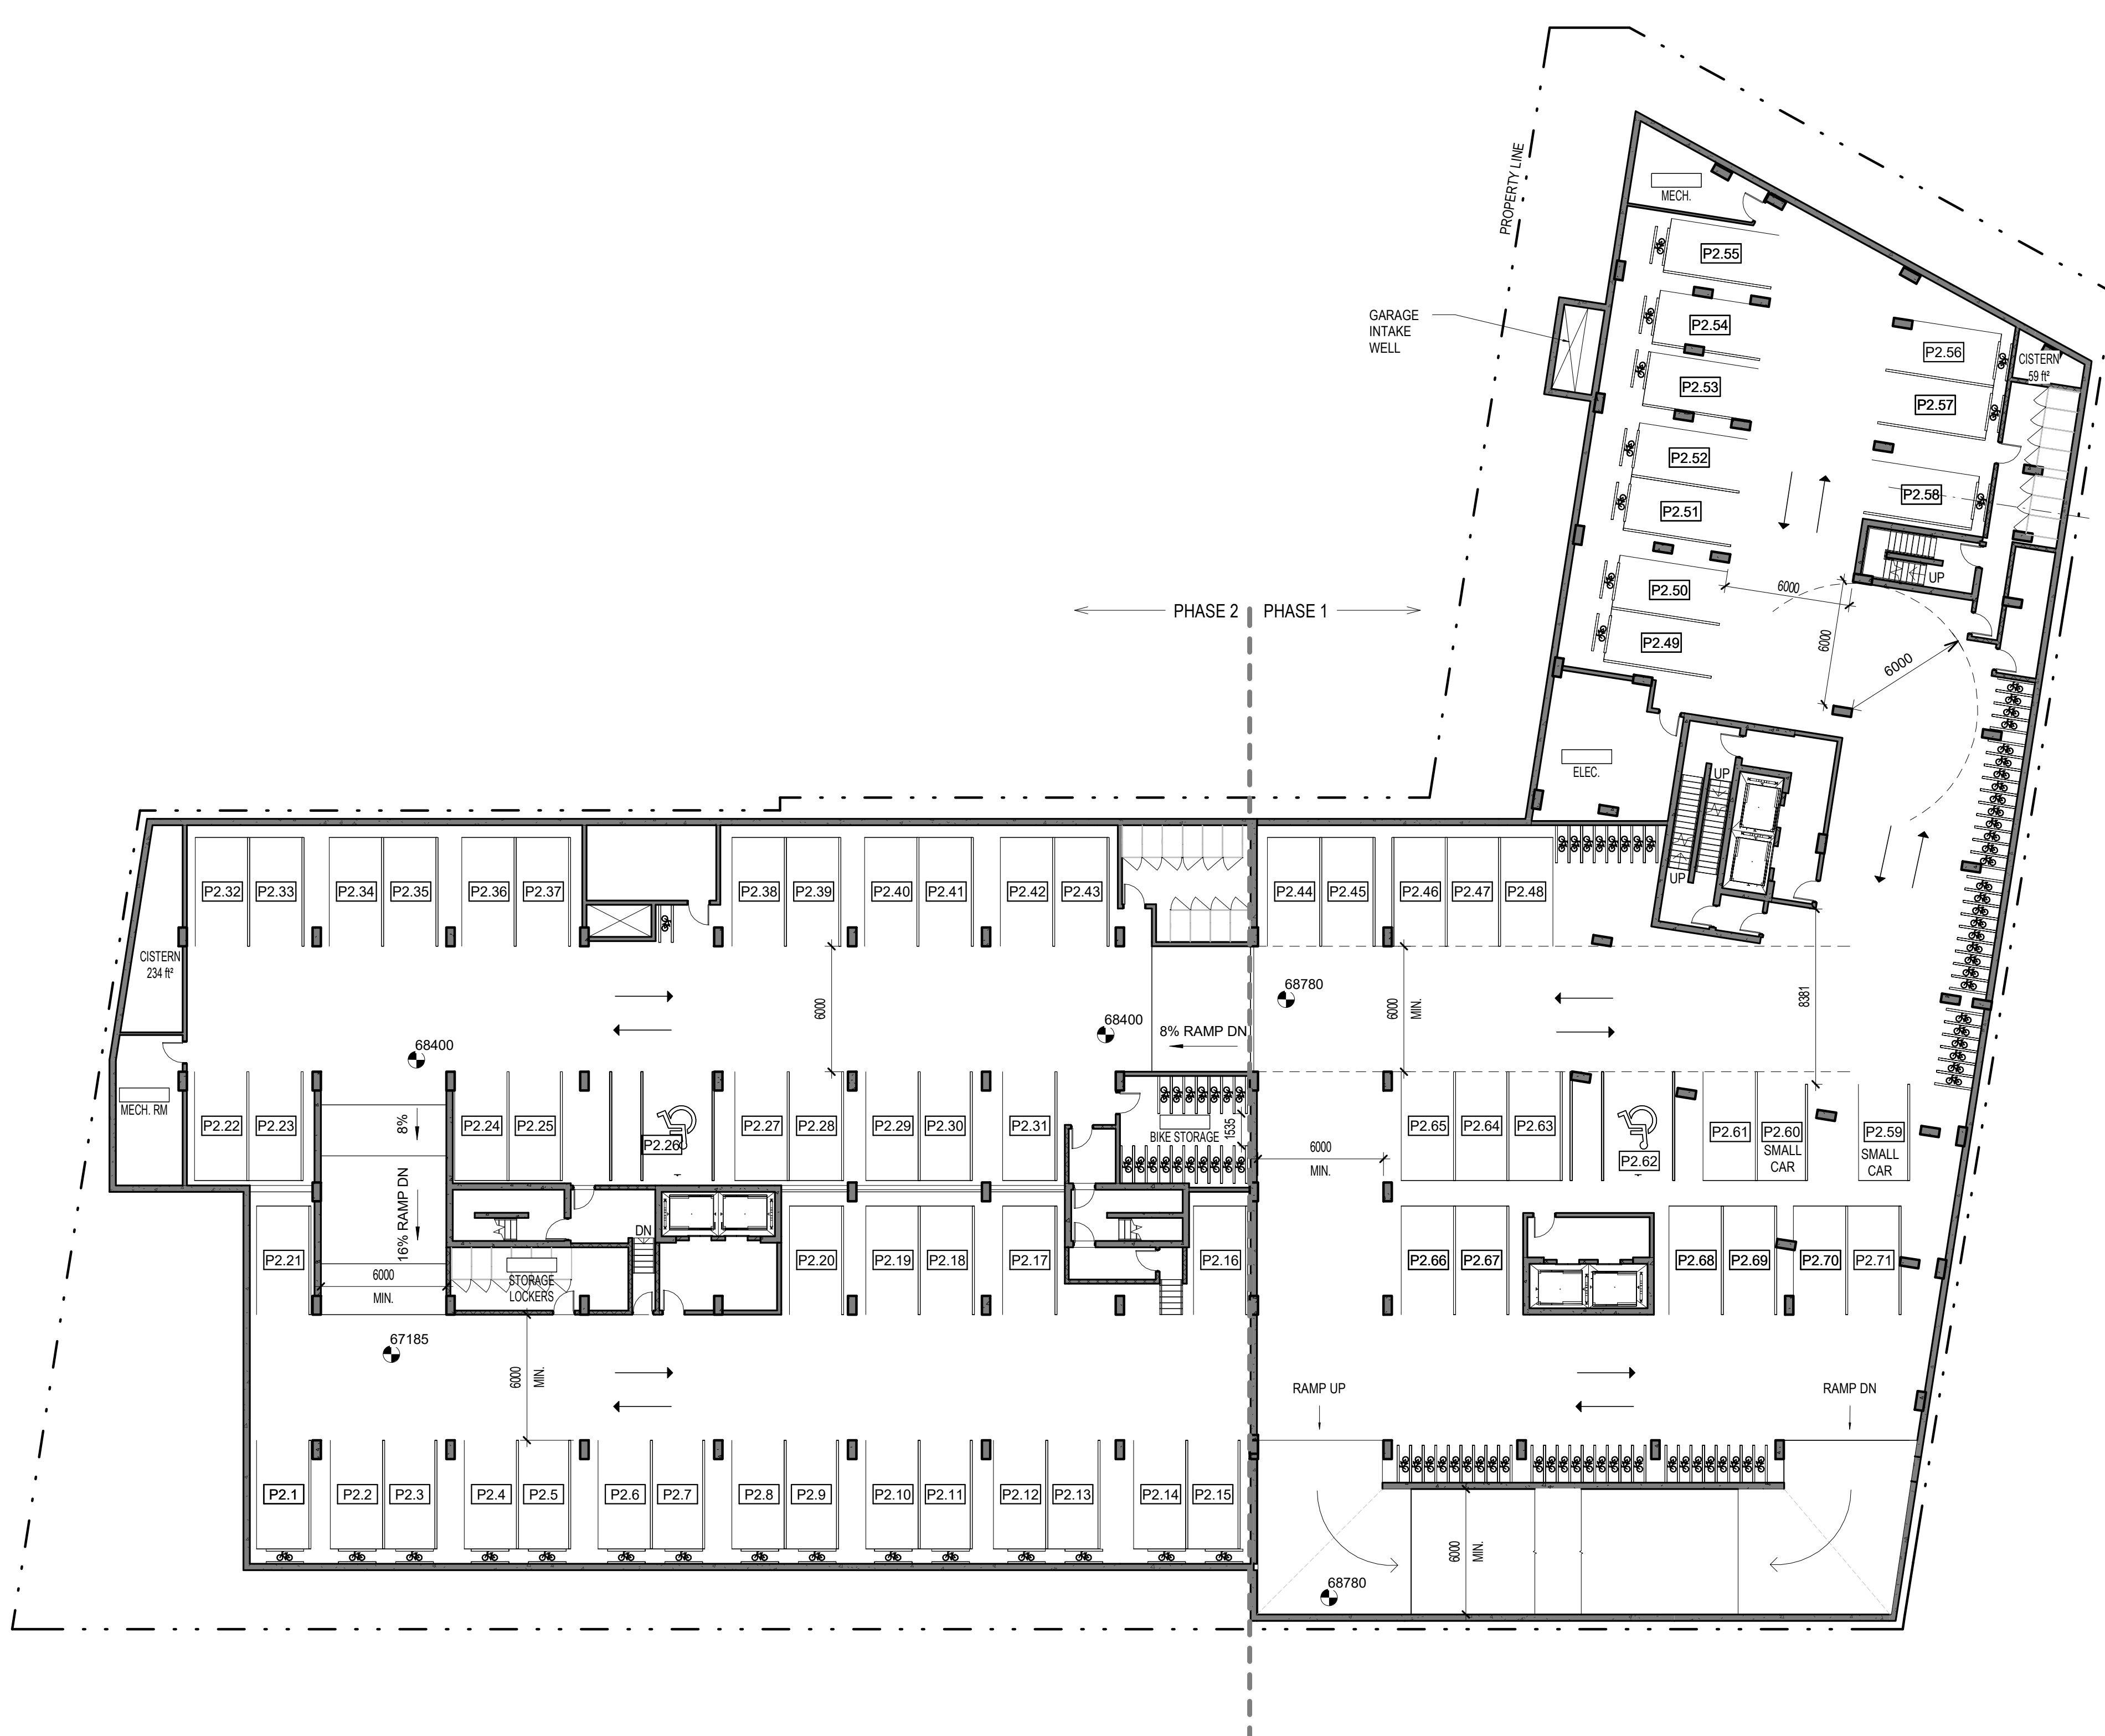 PROPERTY LINE
MECH.
P2.55
GARAGE
INTAKE
WELL
P2.54
P2.56
CISTERN
59 ft²
P2.53
P2.57
P2.52
P2.58
P2.51
UP
P2.50
6000
PHASE 2
PHASE 1
P2.49
6000
6000
ELEC.
UP
UP
P2.32
P2.33
P2.34
P2.35
P2.36
P2.37
P2.38
P2.39
P2.40
P2.41
P2.42
P2.43
P2.44
P2.45
P2.46
P2.47
P2.48
CISTERN
234 ft²
68780
6000
6000
MIN.
8381
68400
68400
8% RAMP DN
MECH. RM
P2.22
P2.23
8%
P2.24
P2.25
P2.26
P2.27
P2.28
P2.29
P2.30
P2.31
BIKE STORAGE
1535
6000
MIN.
P2.65
P2.64
P2.63
P2.62
P2.61
P2.60
SMALL
CAR
P2.59
SMALL
CAR
16% RAMP DN
DN
P2.21
6000
MIN.
STORAGE
LOCKERS
P2.20
P2.19
P2.18
P2.17
P2.16
P2.66
P2.67
P2.68
P2.69
P2.70
P2.71
67185
6000
MIN.
RAMP UP
RAMP DN
P2.1
P2.2
P2.3
P2.4
P2.5
P2.6
P2.7
P2.8
P2.9
P2.10
P2.11
P2.12
P2.13
P2.14
P2.15
6000
MIN.
68780